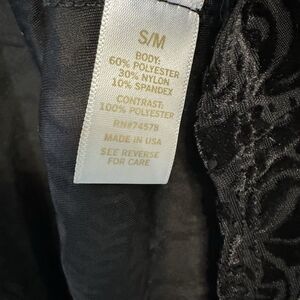 S/M
BODY:
60% POLYESTER
30% NYLON
10% SPANDEX
CONTRAST:
100% POLYESTER
RN#74578
MADE IN USA
SEE REVERSE
FOR CARE